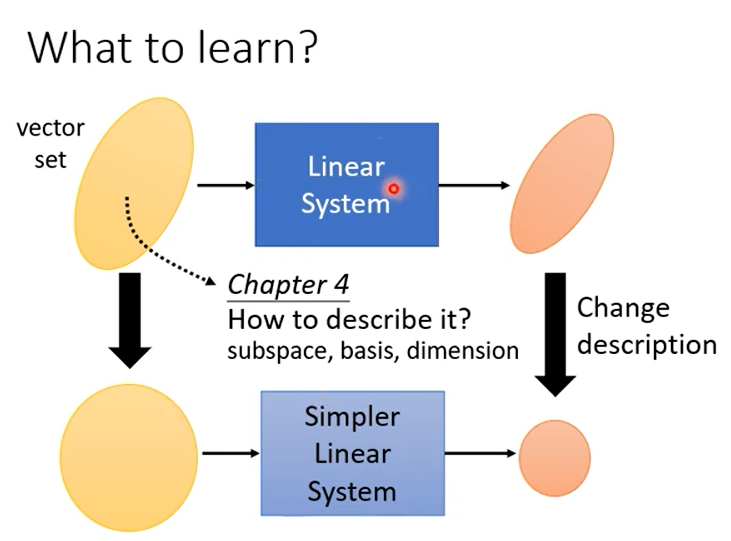 What to learn?
vector
set
Linear
System
Chapter 4
How to describe it?
subspace, basis, dimension
Change
description
Simpler
Linear
System